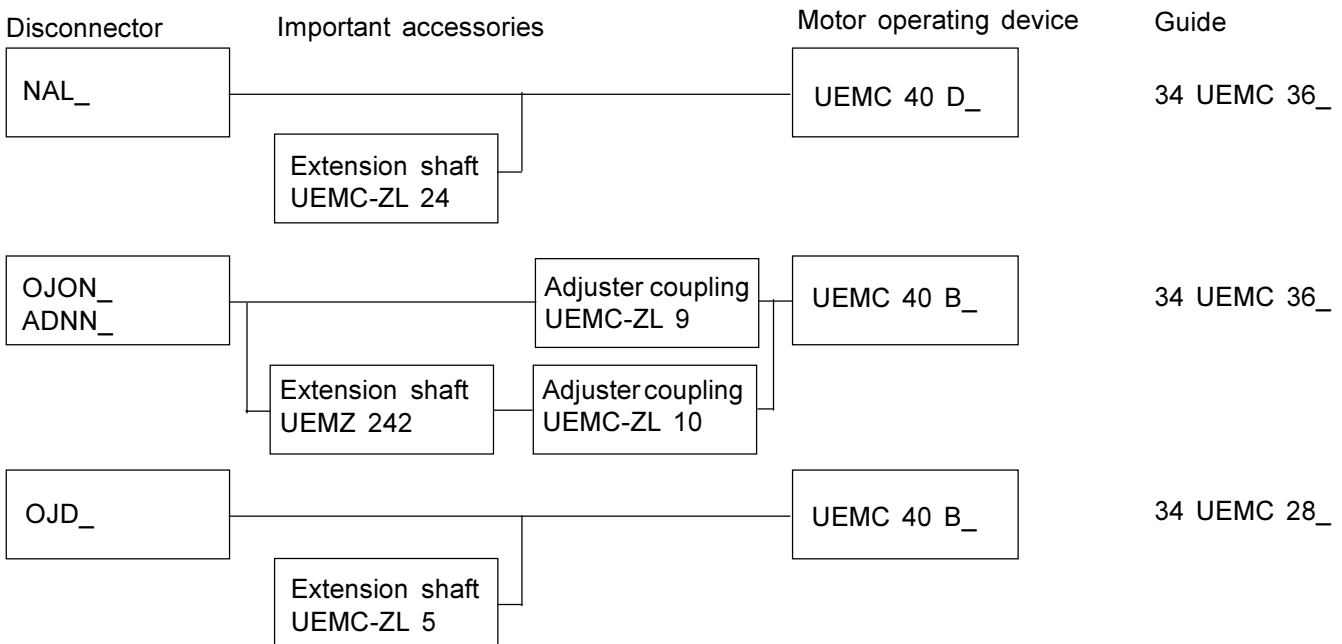 Disconnector Important accessories Motor operating device Guide
NAL_ UEMC 40 D_ 34 UEMC 36_
Extension shaft
UEMC-ZL 24
OJON_
ADNN_
Adjuster coupling
UEMC-ZL 9
UEMC 40 B_ 34 UEMC 36_
Extension shaft
UEMZ 242
Adjuster coupling
UEMC-ZL 10
OJD_ UEMC 40 B_ 34 UEMC 28_
Extension shaft
UEMC-ZL 5